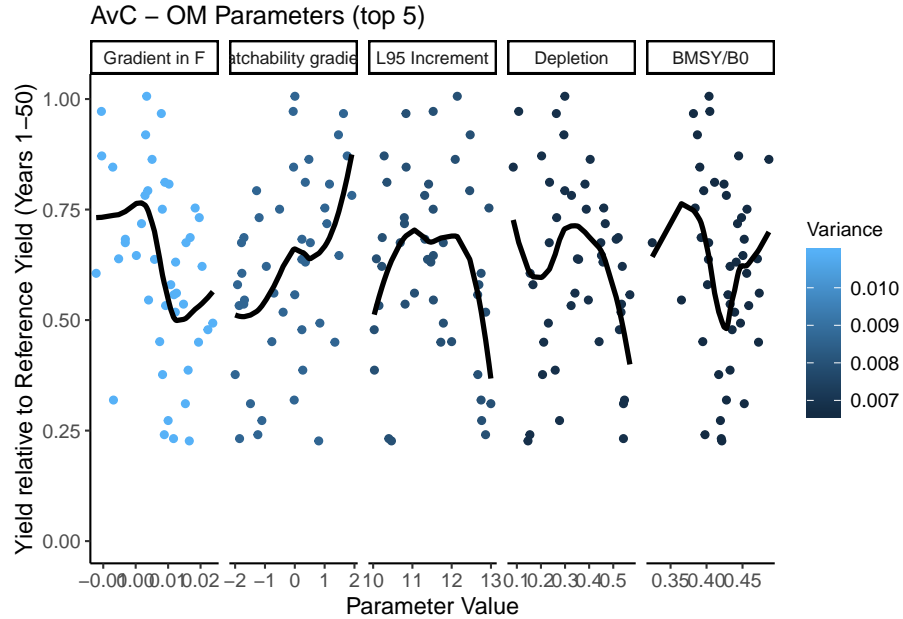 AvC − OM Parameters (top 5)
Gradient in F
atchability gradie
L95 Increment
Depletion
BMSY/B0
Yield relative to Reference Yield (Years 1−50)
1.00
0.75
0.50
0.25
0.00
−0.01 0.00 0.01 0.02
−2 −1 0 1 2
10 11 12 13
0.1 0.2 0.3 0.4 0.5
0.35 0.40 0.45
Parameter Value
Variance
0.010
0.009
0.008
0.007